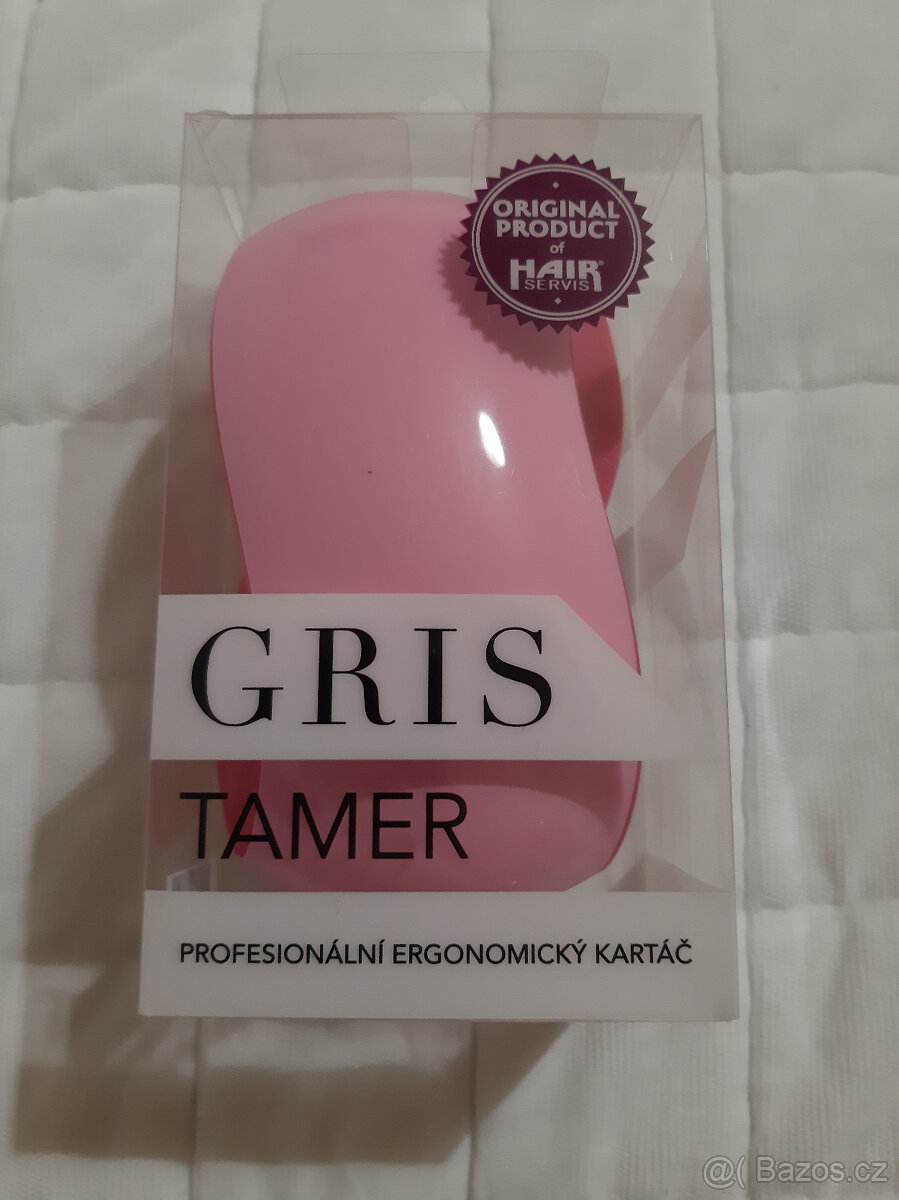 ORIGINAL
PRODUCT
of
HAIR®
SERVIS
GRIS
TAMER
PROFESIONÁLNÍ ERGONOMICKÝ KARTÁČ
@( Bazos.cz